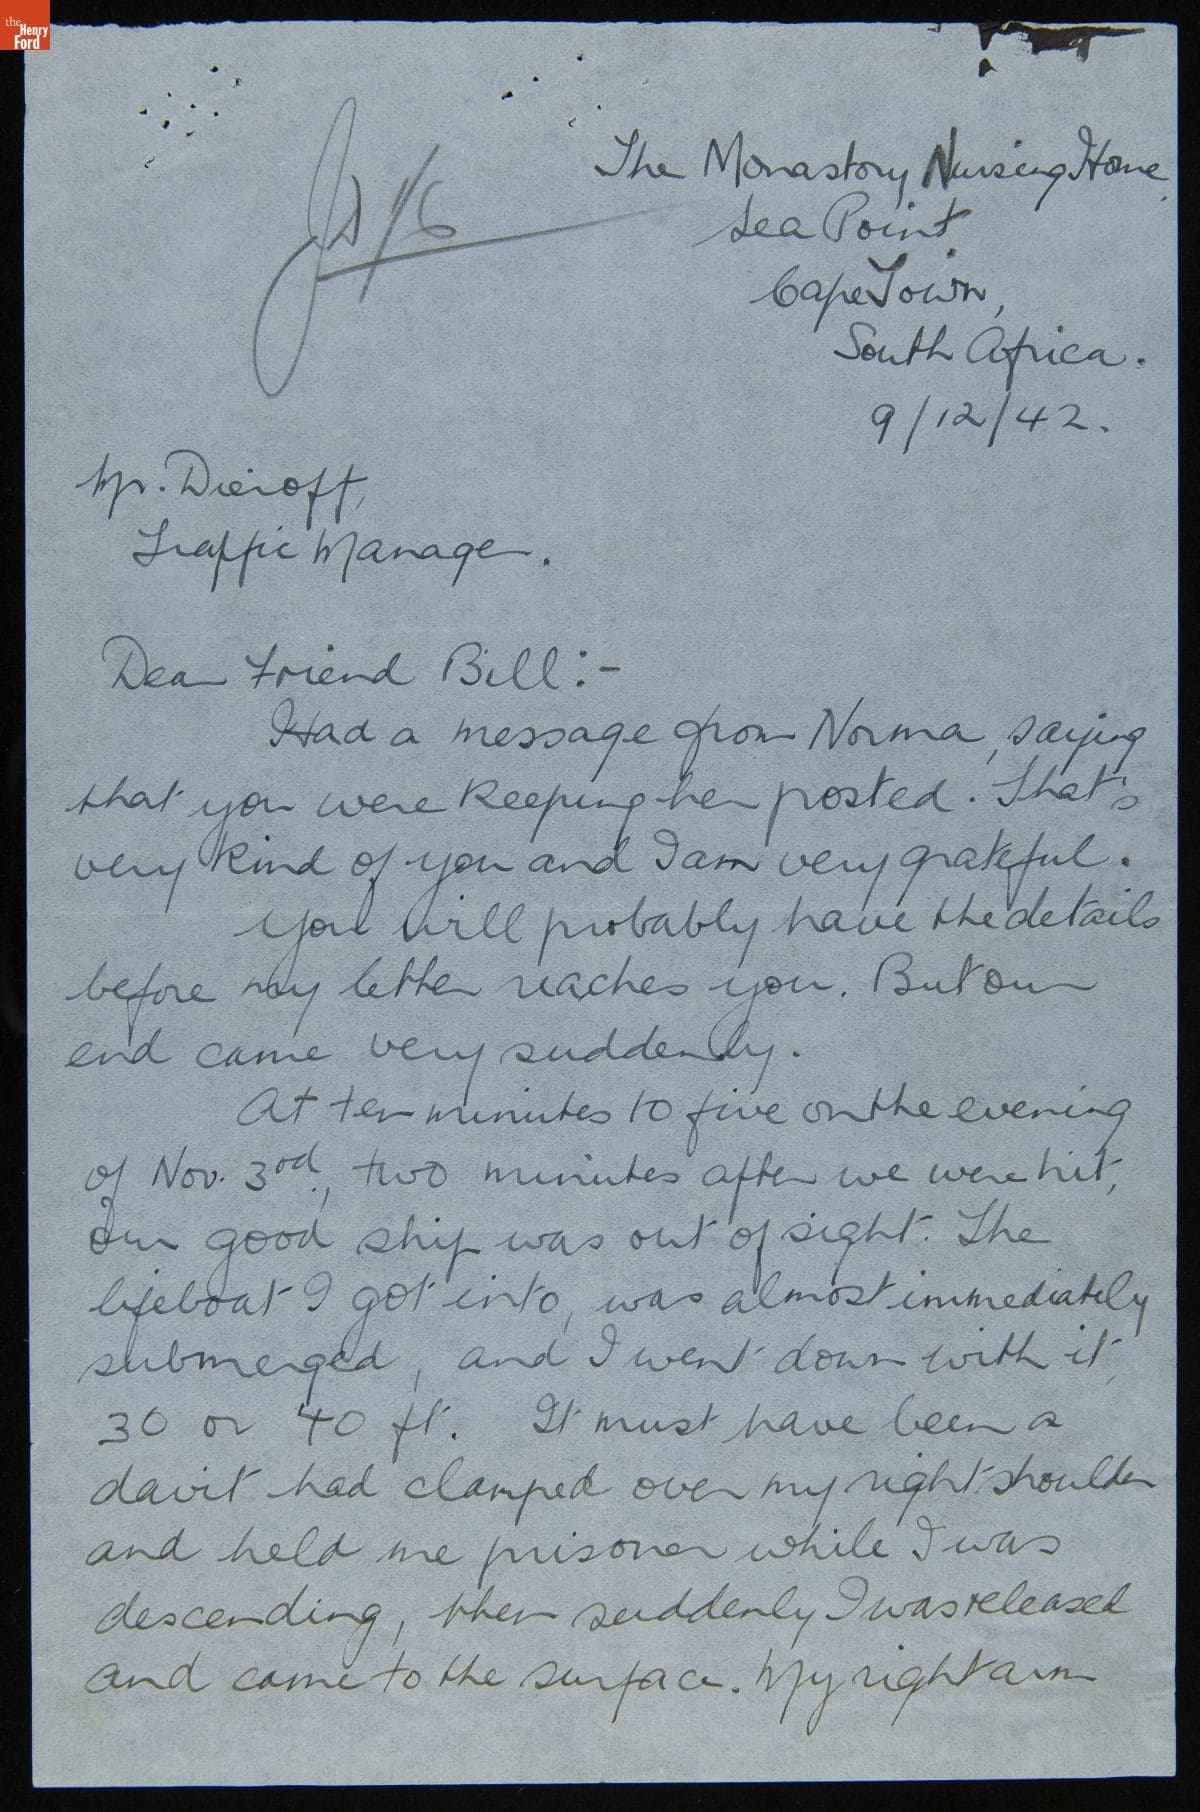 the
Henry
Ford
The Monastory Nursing Home,
Sea Point,
Cape Town,
South Africa.
9/12/42.
Mr. Dieroff,
Traffic Manager.
Dear Friend Bill:-
Had a message from Norma, saying
that you were keeping her posted. That's
very kind of you and I am very grateful.
You will probably have the details
before my letter reaches you. But our
end came very suddenly.
At ten minutes to five on the evening
of Nov. 3rd, two minutes after we were hit,
our good ship was out of sight. The
lifeboat I got into, was almost immediately
submerged, and I went down with it,
30 or 40 ft. It must have been a
davit had clamped over my right shoulder
and held me prisoner while I was
descending, then suddenly I was released
and came to the surface. My right arm